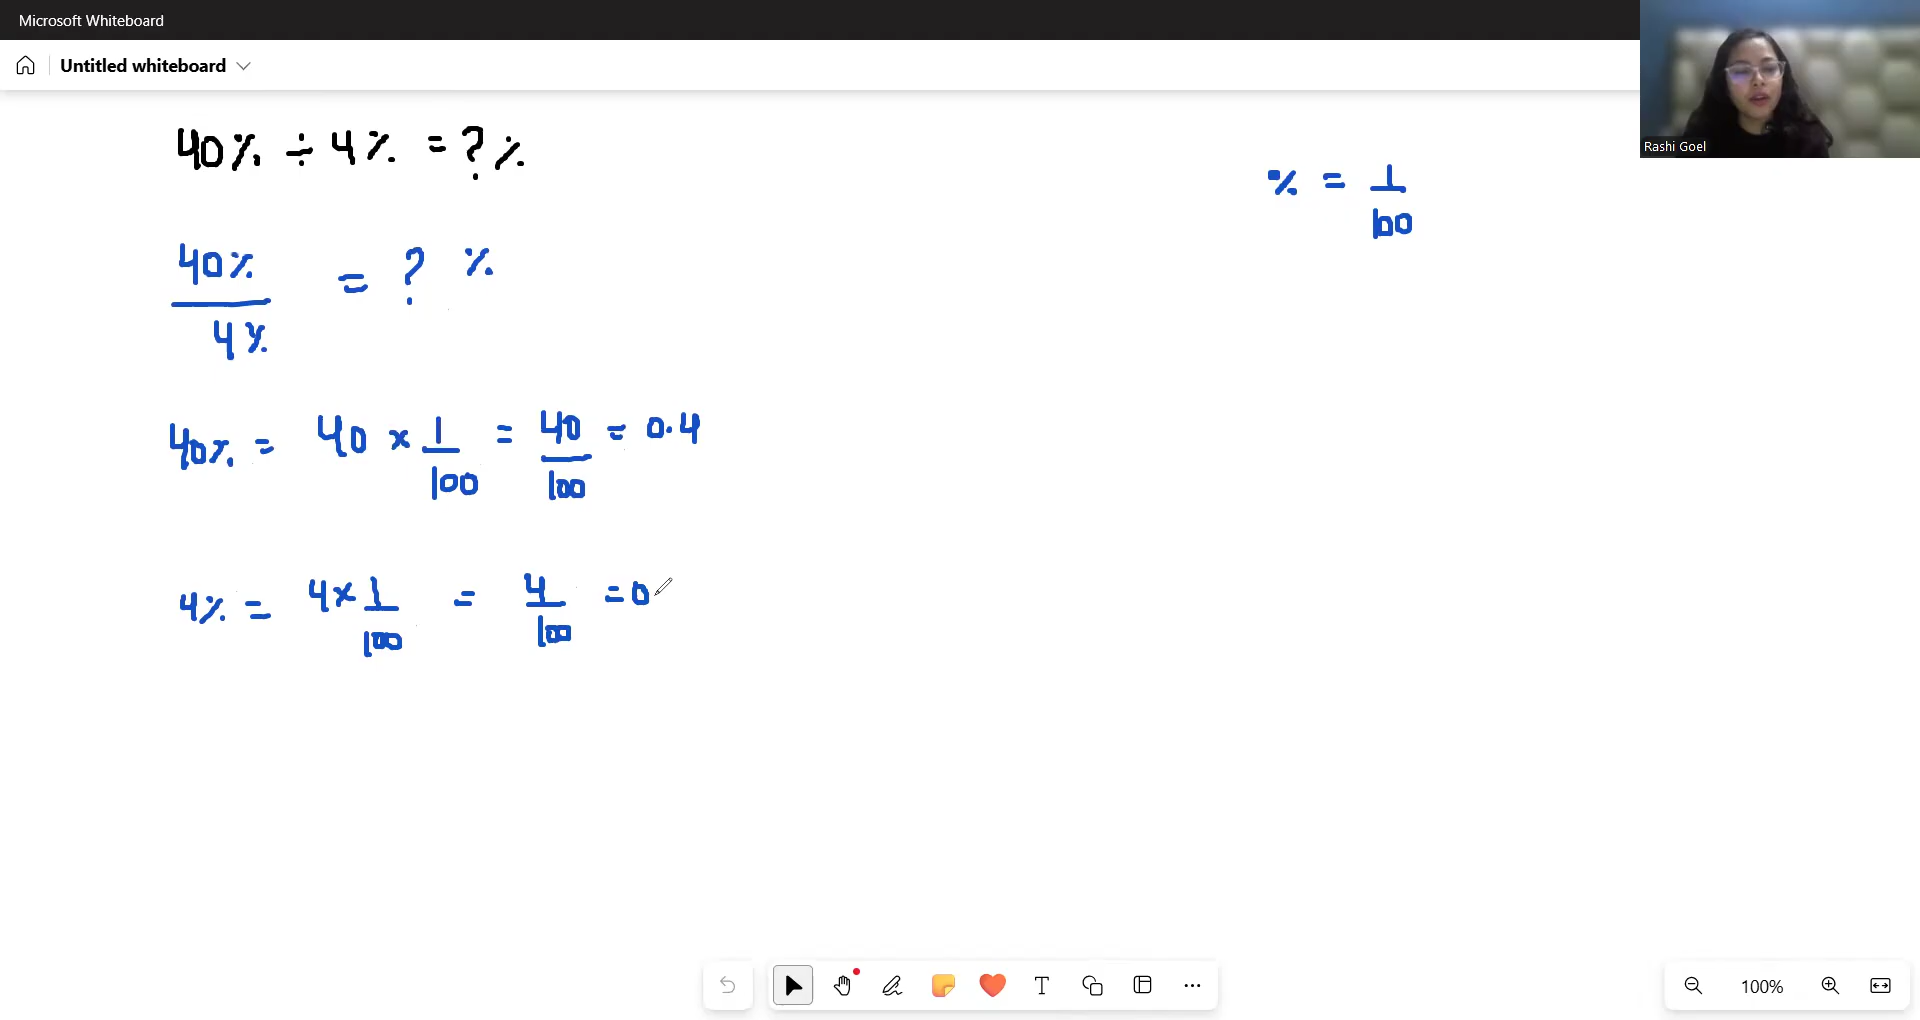 Microsoft Whiteboard
Untitled whiteboard
Rashi Goel
40% ÷ 4% = ? %
% = 1/100
40%/4% = ? %
40% = 40 × 1/100 = 40/100 = 0.4
4% = 4 × 1/100 = 4/100 = 0
100%